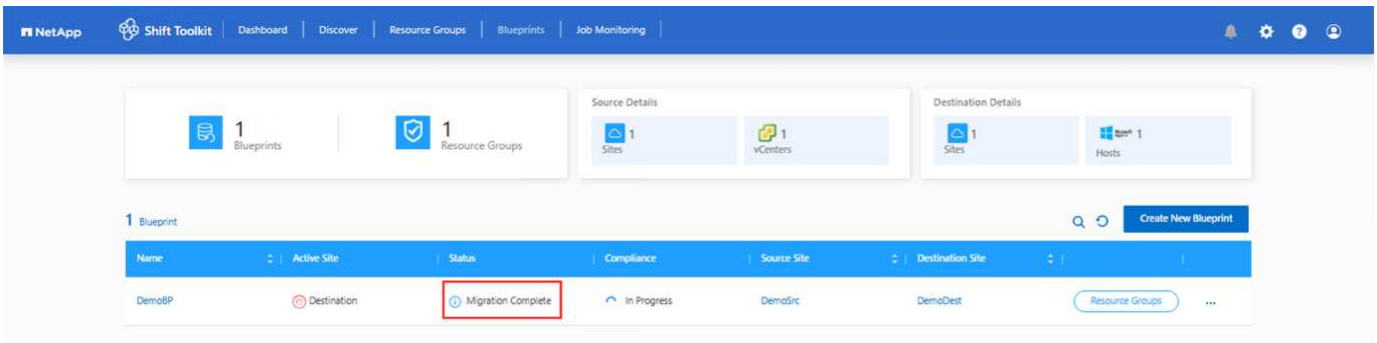 NetApp Shift Toolkit Dashboard Discover Resource Groups Blueprints Job Monitoring
1
Blueprints
1
Resource Groups
Source Details
1
Sites
1
vCenters
Destination Details
1
Sites
1
Hosts
1 Blueprint
Create New Blueprint
Name Active Site Status Compliance Source Site Destination Site
DemoBP Destination Migration Complete In Progress DemoSrc DemoDest Resource Groups ...